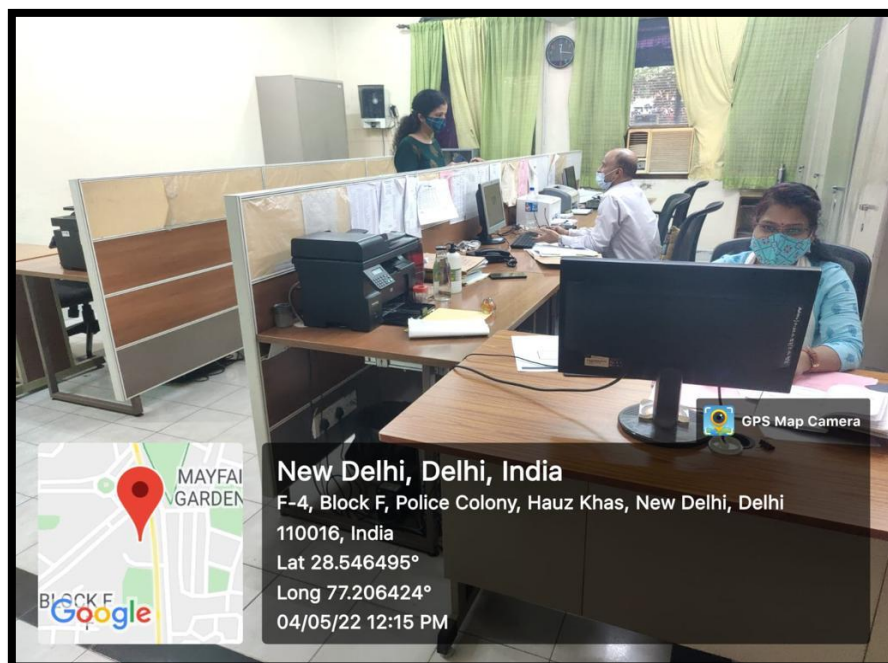 GPS Map Camera
MAYFAI
GARDEN
BLOCK F
Google
New Delhi, Delhi, India
F-4, Block F, Police Colony, Hauz Khas, New Delhi, Delhi
110016, India
Lat 28.546495°
Long 77.206424°
04/05/22 12:15 PM